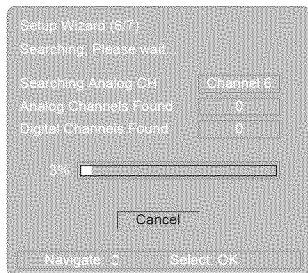 Setup Wizard (6/7)
Searching, Please wait...
Searching Analog CH Channel 6
Analog Channels Found 0
Digital Channels Found 0
3%
Cancel
Navigate: Select: OK